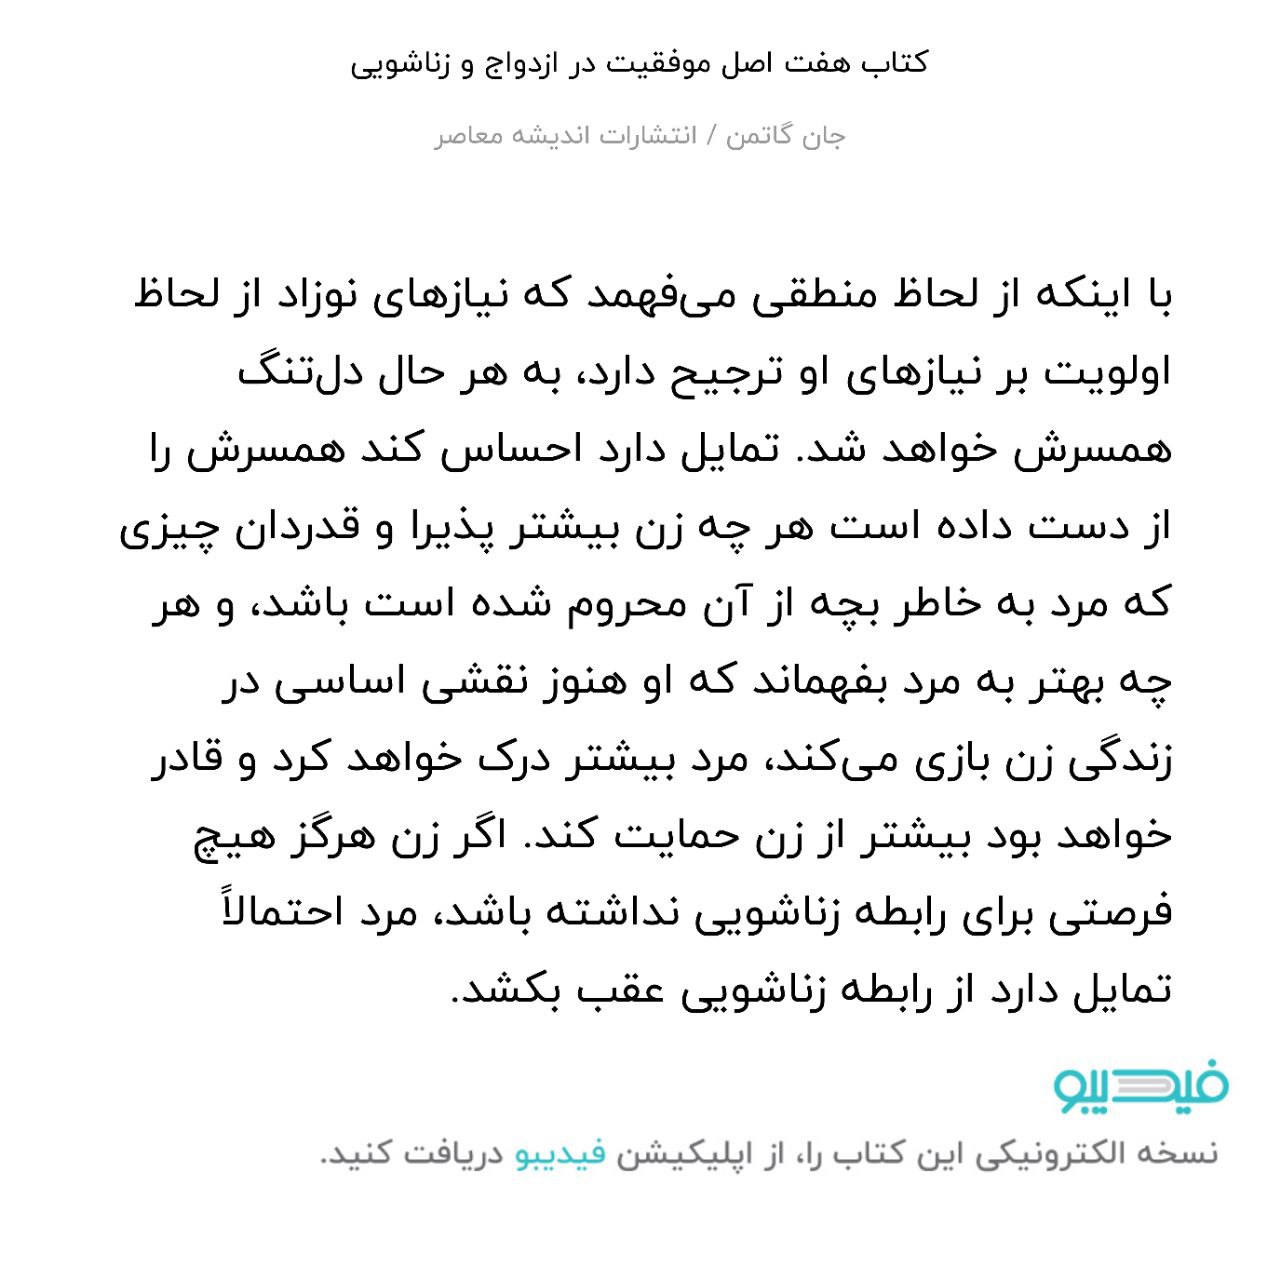 کتاب هفت اصل موفقیت در ازدواج و زناشویی
جان گاتمن / انتشارات اندیشه معاصر
با اینکه از لحاظ منطقی می‌فهمد که نیازهای نوزاد از لحاظ
اولویت بر نیازهای او ترجیح دارد، به هر حال دل‌تنگ
همسرش خواهد شد. تمایل دارد احساس کند همسرش را
از دست داده است هر چه زن بیشتر پذیرا و قدردان چیزی
که مرد به خاطر بچه از آن محروم شده است باشد، و هر
چه بهتر به مرد بفهماند که او هنوز نقشی اساسی در
زندگی زن بازی می‌کند، مرد بیشتر درک خواهد کرد و قادر
خواهد بود بیشتر از زن حمایت کند. اگر زن هرگز هیچ
فرصتی برای رابطه زناشویی نداشته باشد، مرد احتمالاً
تمایل دارد از رابطه زناشویی عقب بکشد.
فیدیبو
نسخه الکترونیکی این کتاب را، از اپلیکیشن فیدیبو دریافت کنید.